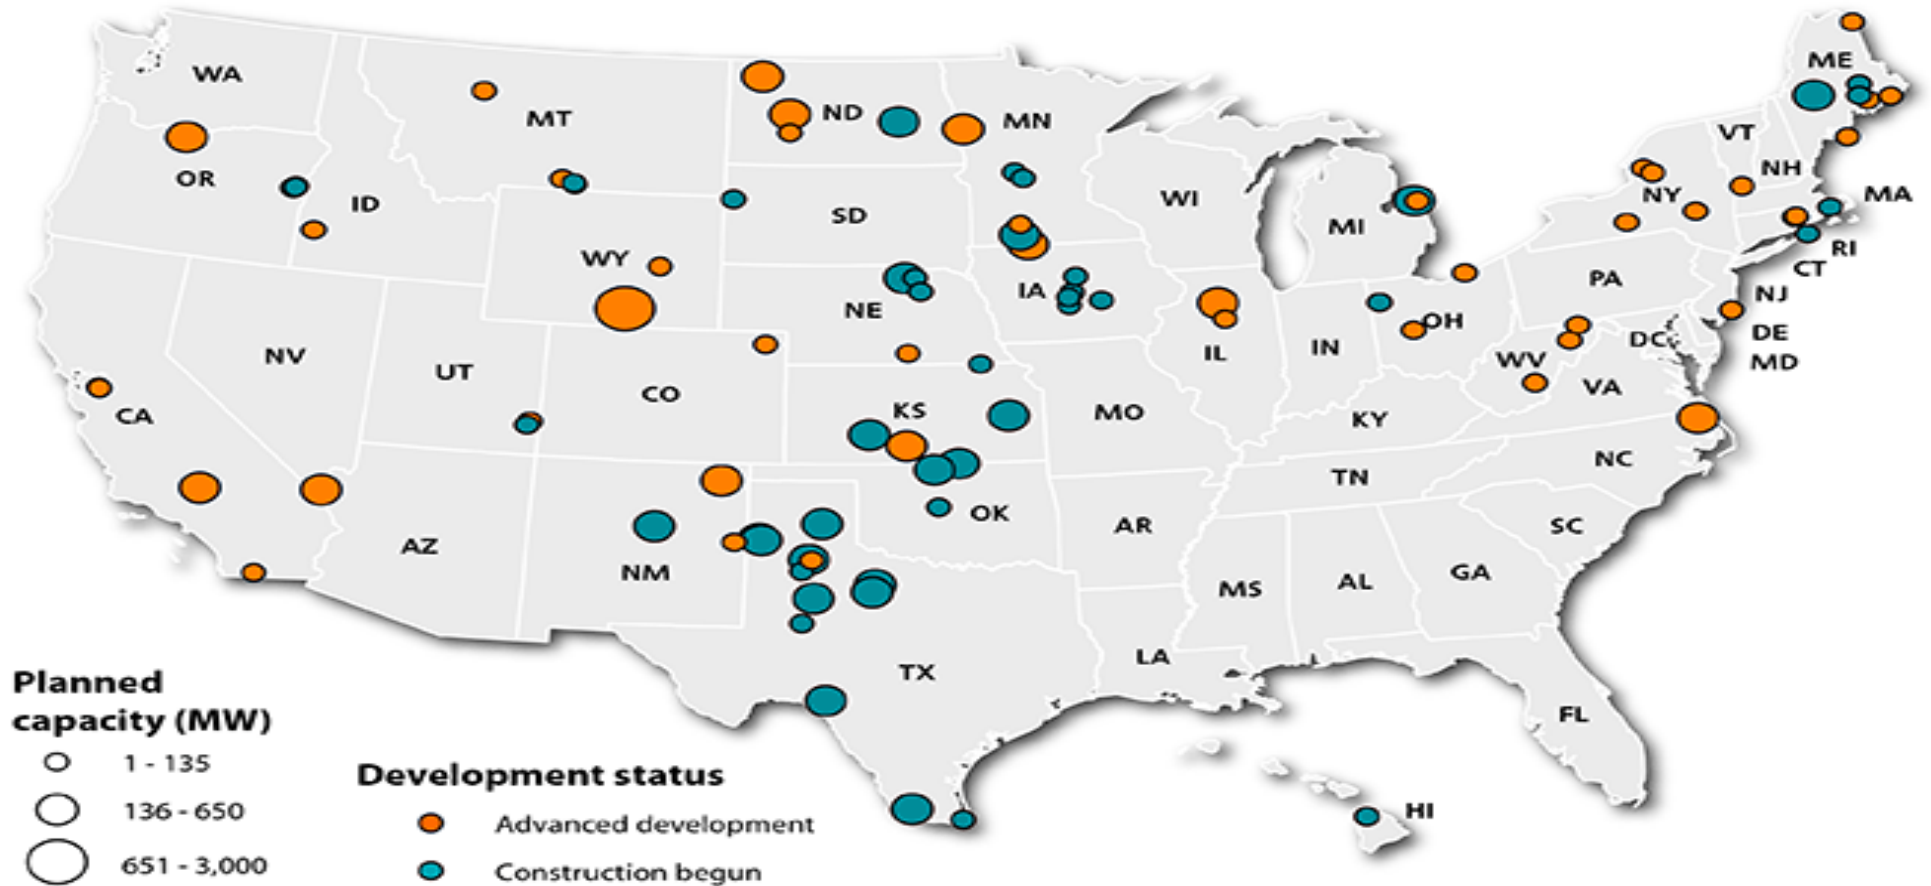 WA
MT
ND
MN
ME
VT
NH
OR
ID
SD
WI
MI
NY
MA
WY
RI
CT
IA
PA
NE
NJ
OH
DE
NV
UT
IL
IN
WV
DC
MD
CO
VA
CA
KS
MO
KY
NC
TN
OK
AZ
AR
SC
NM
MS
AL
GA
LA
TX
FL
HI
Planned
capacity (MW)
1 - 135
136 - 650
651 - 3,000
Development status
Advanced development
Construction begun